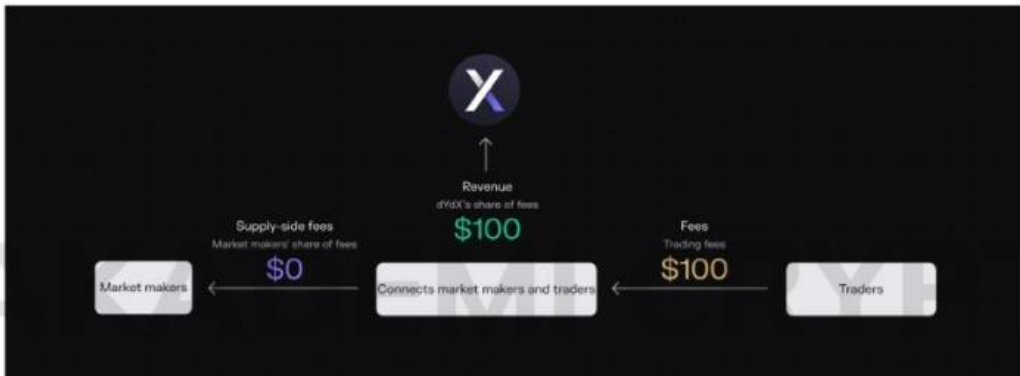 Revenue
dYdX's share of fees
$100
Supply-side fees
Market makers' share of fees
$0
Fees
Trading fees
$100
Market makers
Connects market makers and traders
Traders